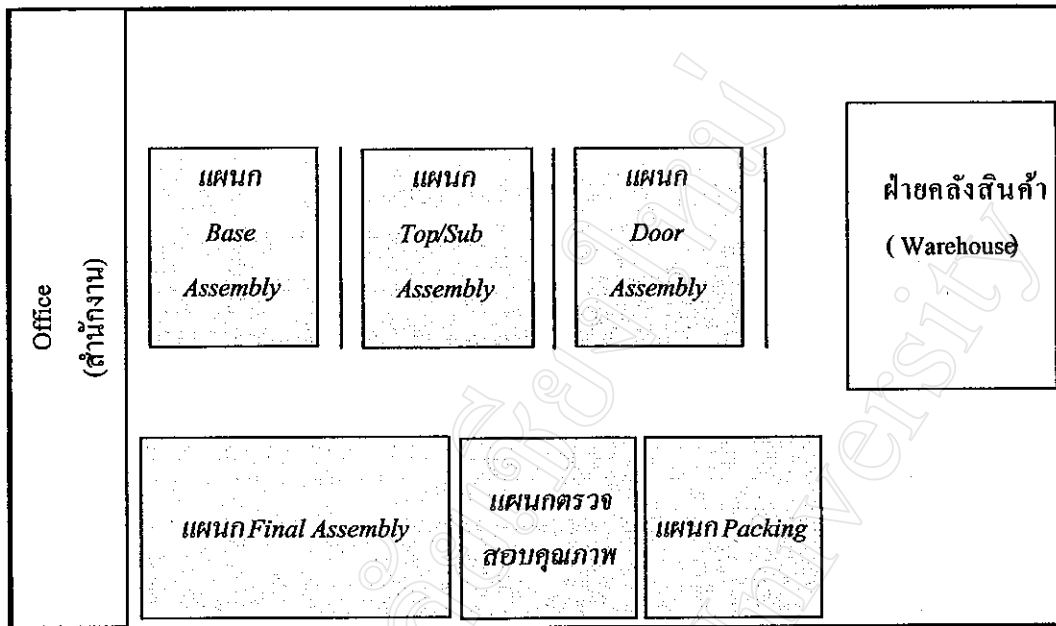 Office
(สำนักงาน)
แผนก
Base
Assembly
แผนก
Top/Sub
Assembly
แผนก
Door
Assembly
ฝ่ายคลังสินค้า
( Warehouse)
แผนก Final Assembly
แผนกตรวจ
สอบคุณภาพ
แผนก Packing